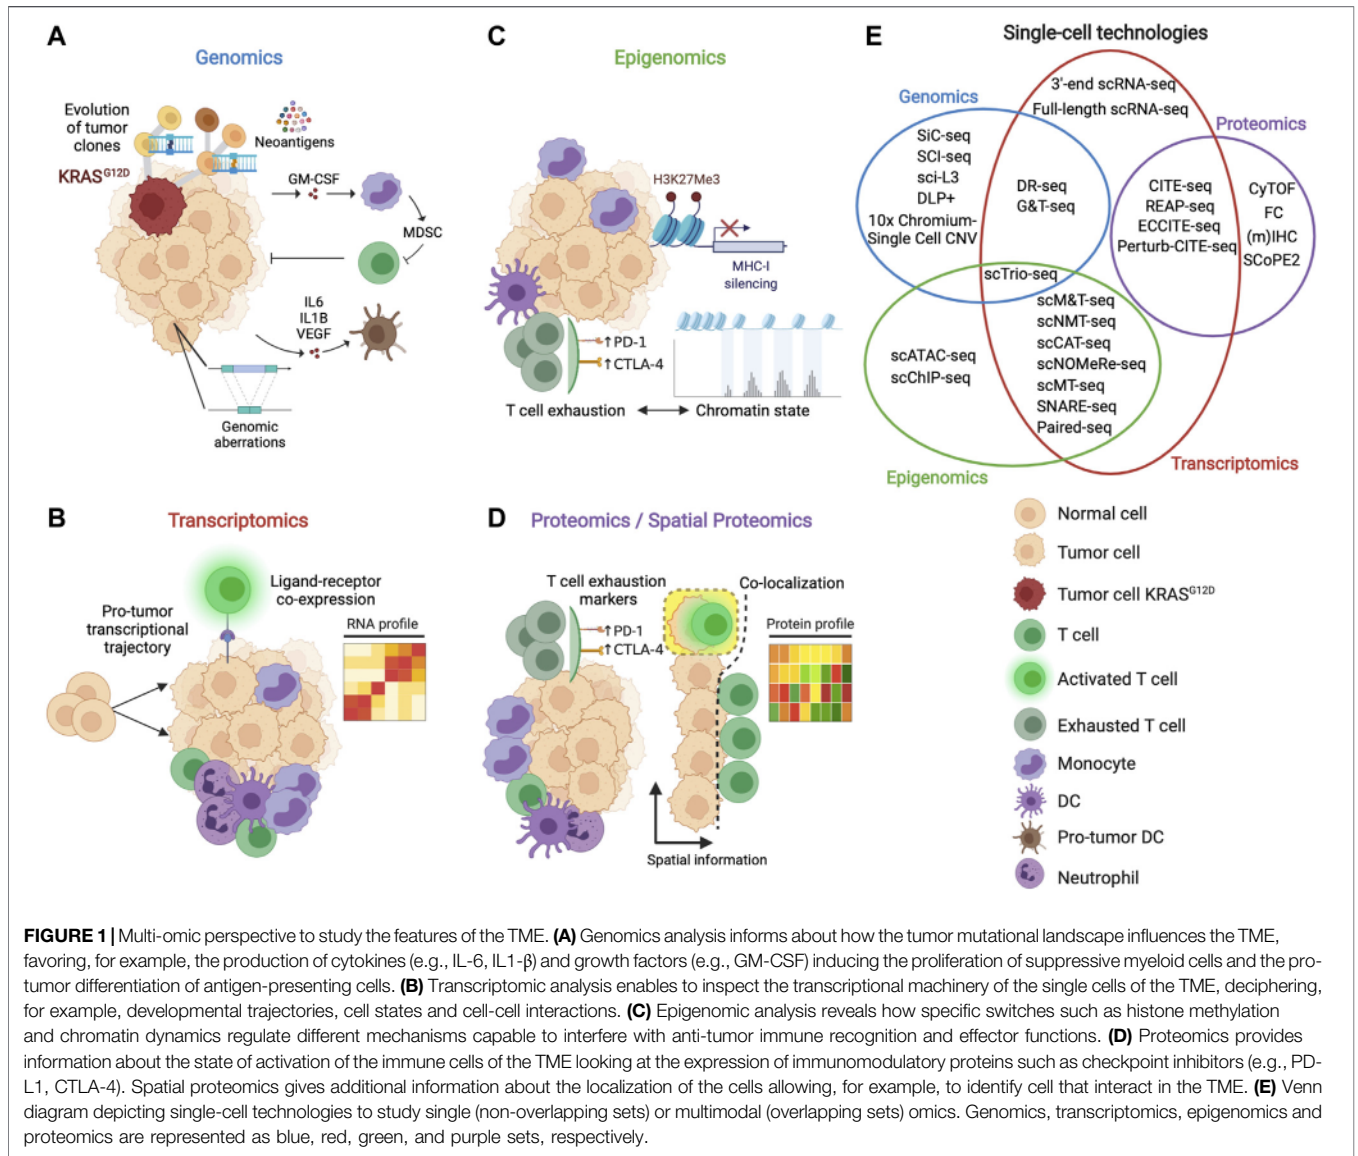 A
Genomics
Evolution
of tumor
clones
Neoantigens
KRASG12D
GM-CSF
MDSC
IL6
IL1B
VEGF
Genomic
aberrations
C
Epigenomics
H3K27Me3
MHC-I
silencing
↑PD-1
↑CTLA-4
T cell exhaustion
Chromatin state
E
Single-cell technologies
3'-end scRNA-seq
Full-length scRNA-seq
Genomics
Proteomics
SiC-seq
SCI-seq
sci-L3
DLP+
10x Chromium-
Single Cell CNV
DR-seq
G&T-seq
CITE-seq
REAP-seq
ECCITE-seq
Perturb-CITE-seq
CyTOF
FC
(m)IHC
SCoPE2
scTrio-seq
scM&T-seq
scNMT-seq
scCAT-seq
scNOMeRe-seq
scMT-seq
SNARE-seq
Paired-seq
scATAC-seq
scChIP-seq
Epigenomics
Transcriptomics
B
Transcriptomics
Ligand-receptor
co-expression
Pro-tumor
transcriptional
trajectory
RNA profile
D
Proteomics / Spatial Proteomics
T cell exhaustion
markers
↑PD-1
↑CTLA-4
Co-localization
Protein profile
Spatial information
Normal cell
Tumor cell
Tumor cell KRASG12D
T cell
Activated T cell
Exhausted T cell
Monocyte
DC
Pro-tumor DC
Neutrophil
FIGURE 1 | Multi-omic perspective to study the features of the TME. (A) Genomics analysis informs about how the tumor mutational landscape influences the TME,
favoring, for example, the production of cytokines (e.g., IL-6, IL1-β) and growth factors (e.g., GM-CSF) inducing the proliferation of suppressive myeloid cells and the pro-
tumor differentiation of antigen-presenting cells. (B) Transcriptomic analysis enables to inspect the transcriptional machinery of the single cells of the TME, deciphering,
for example, developmental trajectories, cell states and cell-cell interactions. (C) Epigenomic analysis reveals how specific switches such as histone methylation
and chromatin dynamics regulate different mechanisms capable to interfere with anti-tumor immune recognition and effector functions. (D) Proteomics provides
information about the state of activation of the immune cells of the TME looking at the expression of immunomodulatory proteins such as checkpoint inhibitors (e.g., PD-
L1, CTLA-4). Spatial proteomics gives additional information about the localization of the cells allowing, for example, to identify cell that interact in the TME. (E) Venn
diagram depicting single-cell technologies to study single (non-overlapping sets) or multimodal (overlapping sets) omics. Genomics, transcriptomics, epigenomics and
proteomics are represented as blue, red, green, and purple sets, respectively.